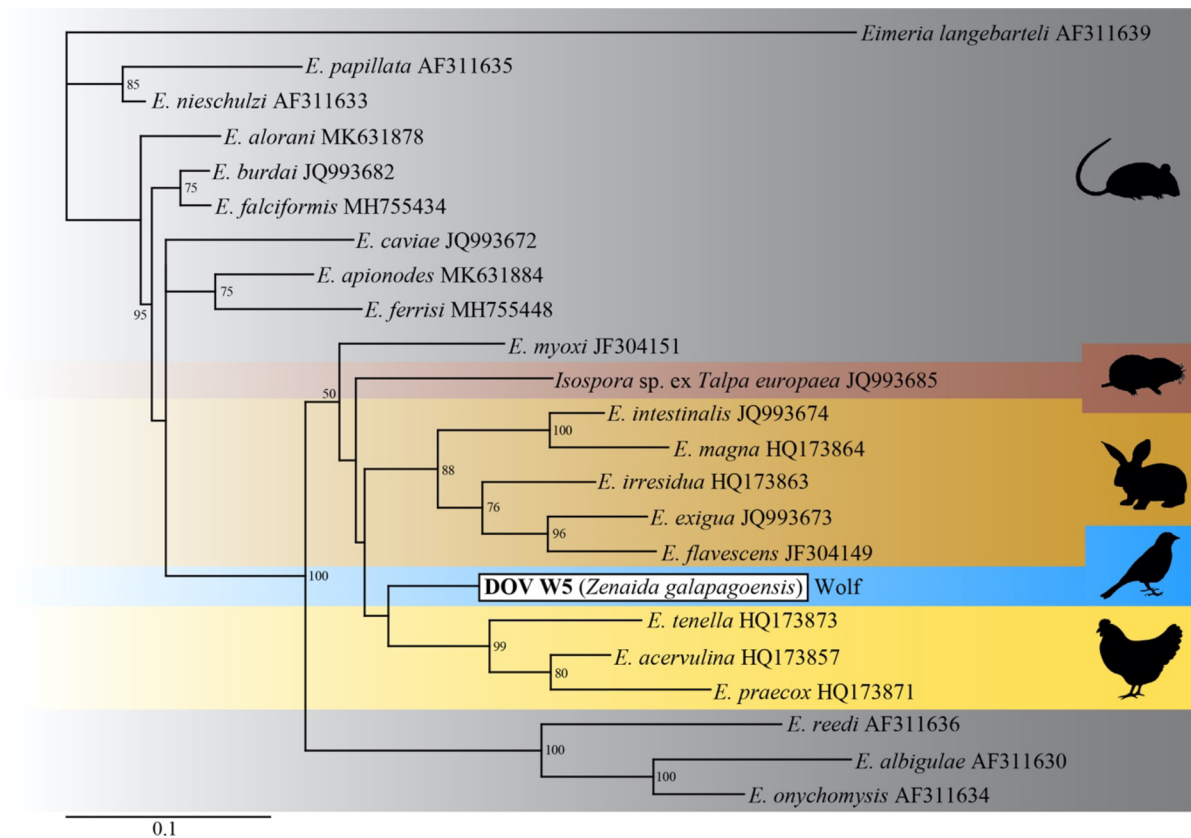 Eimeria langebarteli AF311639
E. papillata AF311635
85
E. nieschulzi AF311633
E. alorani MK631878
E. burdai JQ993682
75
E. falciformis MH755434
E. caviae JQ993672
E. apionodes MK631884
75
E. ferrisi MH755448
95
E. myoxi JF304151
Isospora sp. ex Talpa europaea JQ993685
50
E. intestinalis JQ993674
100
E. magna HQ173864
88
E. irresidua HQ173863
76
E. exigua JQ993673
96
E. flavescens JF304149
100
DOV W5 (Zenaida galapagoensis) Wolf
E. tenella HQ173873
99
E. acervulina HQ173857
80
E. praecox HQ173871
E. reedi AF311636
100
E. albigulae AF311630
100
E. onychomysis AF311634
0.1